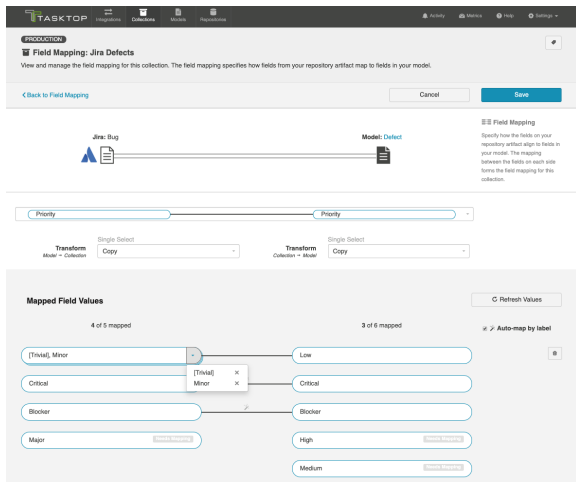 TASKTOP
Integrations
Collections
Models
Repositories
Activity
Metrics
Help
Settings
PRODUCTION
Field Mapping: Jira Defects
View and manage the field mapping for this collection. The field mapping specifies how fields from your repository artifact map to fields in your model.
Back to Field Mapping
Cancel
Save
Field Mapping
Specify how the fields on your
repository artifact align to fields in
your model. The mapping
between the fields on each side
forms the field mapping for this
collection.
Jira: Bug
Model: Defect
Priority
Priority
Single Select
Transform
Model → Collection
Copy
Single Select
Transform
Collection → Model
Copy
Mapped Field Values
Refresh Values
4 of 5 mapped
3 of 6 mapped
Auto-map by label
[Trivial], Minor
Low
[Trivial] ×
Minor ×
Critical
Critical
Blocker
Blocker
Major
Needs Mapping
High
Needs Mapping
Medium
Needs Mapping